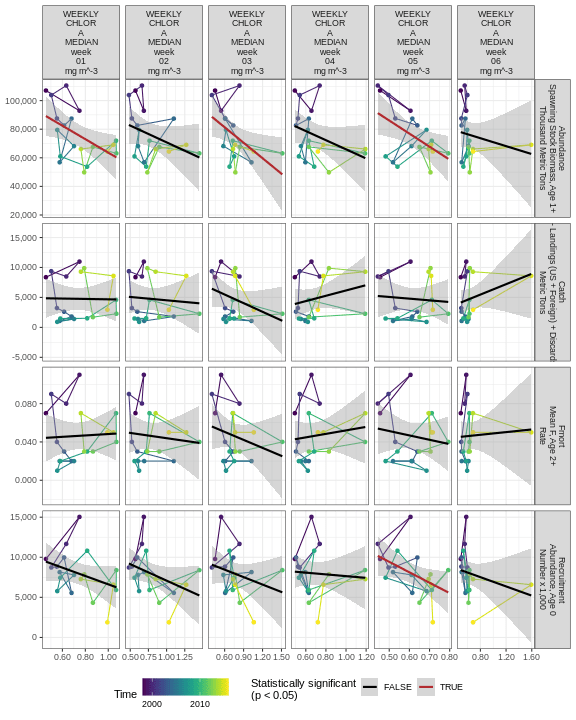 WEEKLY
CHLOR
A
MEDIAN
week
01
mg m^-3
WEEKLY
CHLOR
A
MEDIAN
week
02
mg m^-3
WEEKLY
CHLOR
A
MEDIAN
week
03
mg m^-3
WEEKLY
CHLOR
A
MEDIAN
week
04
mg m^-3
WEEKLY
CHLOR
A
MEDIAN
week
05
mg m^-3
WEEKLY
CHLOR
A
MEDIAN
week
06
mg m^-3
100,000
80,000
60,000
40,000
20,000
Abundance
Spawning Stock Biomass, Age 1+
Thousand Metric Tons
15,000
10,000
5,000
0
-5,000
Catch
- Landings (US + Foreign) + Discard
Metric Tons
0.080
0.040
0.000
Fmort
Mean F, Age 2+
Rate
15,000
10,000
5,000
0
Recruitment
Abundance, Age 0
Number x 1,000
0.60 0.80 1.00
0.50 0.75 1.00 1.25
0.60 0.90 1.20 1.50
0.60 0.80 1.00 1.20
0.50 0.60 0.70 0.80
0.80 1.20 1.60
Time
2000 2010
Statistically significant
(p < 0.05)
FALSE
TRUE